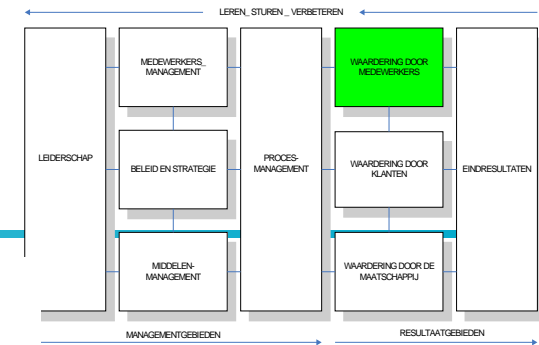 LEREN_ STUREN _ VERBETEREN
LEIDERSCHAP
MEDEWERKERS_
MANAGEMENT
BELEID EN STRATEGIE
MIDDELEN-
MANAGEMENT
PROCES-
MANAGEMENT
WAARDERING DOOR
MEDEWERKERS
WAARDERING DOOR
KLANTEN
WAARDERING DOOR DE
MAATSCHAPPIJ
EINDRESULTATEN
MANAGEMENTGEBIEDEN
RESULTAATGEBIEDEN